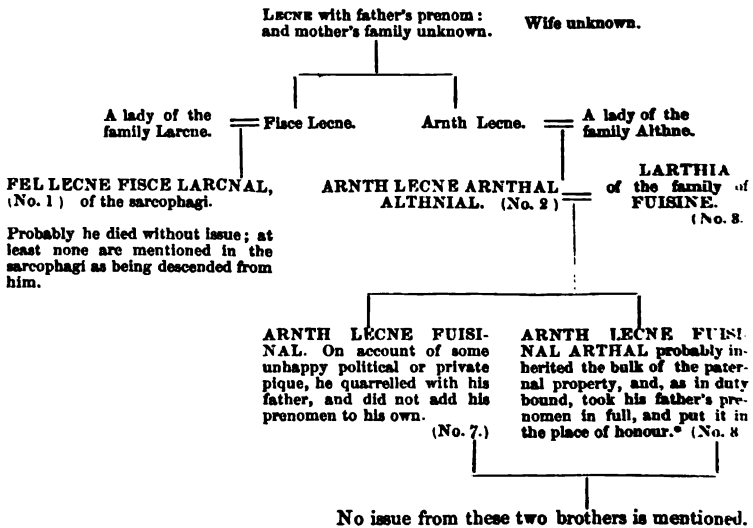 LECNE with father's prenom :
and mother's family unknown.
Wife unknown.
A lady of the
family Larcne.
Fisce Lecne.
Arnth Lecne.
A lady of the
family Althne.
FEL LECNE FISCE LARCNAL,
(No. 1) of the sarcophagi.
Probably he died without issue; at
least none are mentioned in the
sarcophagi as being descended from
him.
ARNTH LECNE ARNTHAL
ALTHNIAL. (No. 2)
LARTHIA
of the family of
FUISINE.
(No. 3.
ARNTH LECNE FUISI-
NAL. On account of some
unhappy political or private
pique, he quarrelled with his
father, and did not add his
prenomen to his own.
(No. 7.)
ARNTH LECNE FUISI-
NAL ARTHAL probably in-
herited the bulk of the pater-
nal property, and, as in duty
bound, took his father's pre-
nomen in full, and put it in
the place of honour.* (No. 8
No issue from these two brothers is mentioned.